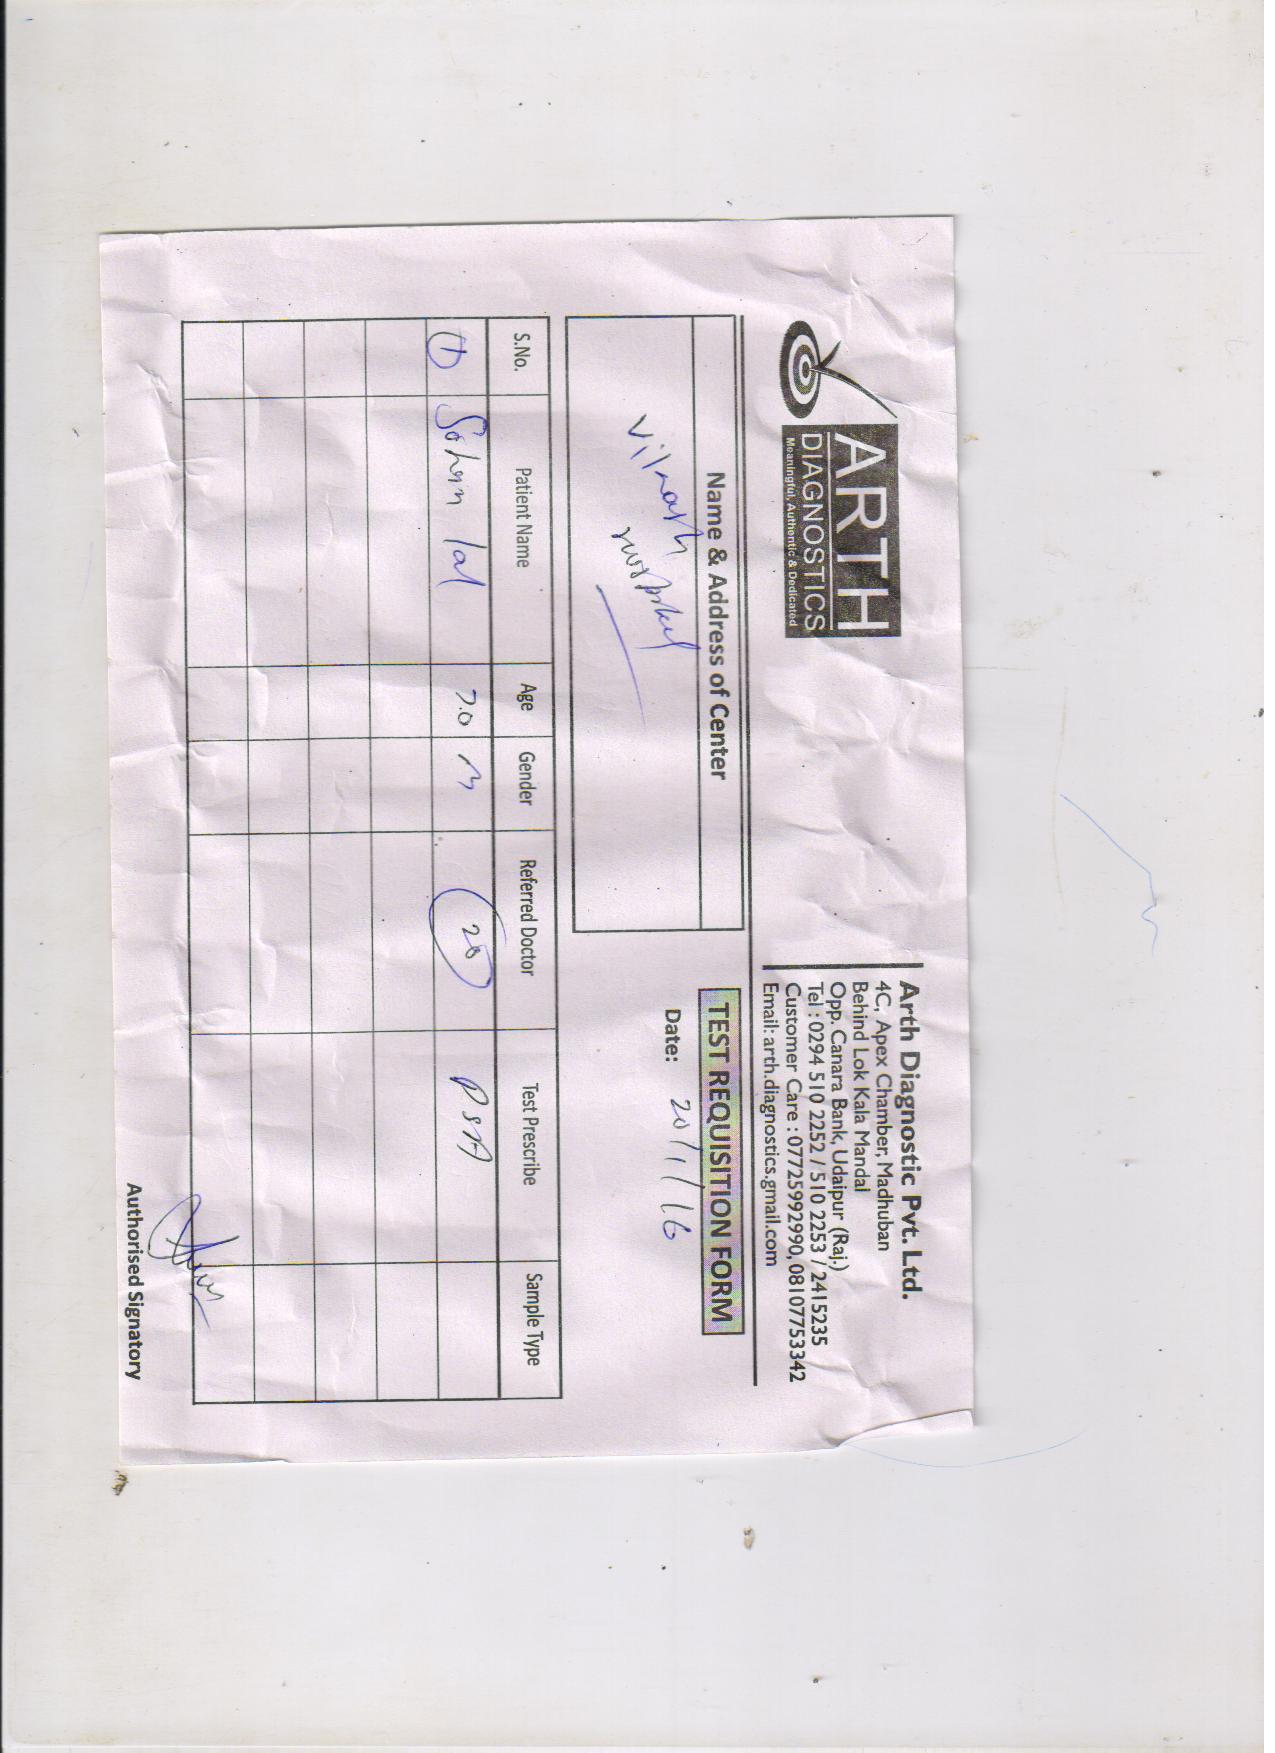 ARTH
DIAGNOSTICS
Meaningful, Authentic & Dedicated
Arth Diagnostic Pvt. Ltd.
4C, Apex Chamber, Madhuban
Behind Lok Kala Mandal
Opp. Canara Bank, Udaipur (Raj.)
Tel : 0294 510 2252 / 510 2253 / 2415235
Customer Care : 07725992990, 08107753342
Email: arth.diagnostics.gmail.com
Name & Address of Center
TEST REQUISITION FORM
Date: 20/1/16
S.No. Patient Name Age Gender Referred Doctor Test Prescribe Sample Type
1 Sohan lal 70 M 20 PSA
Authorised Signatory